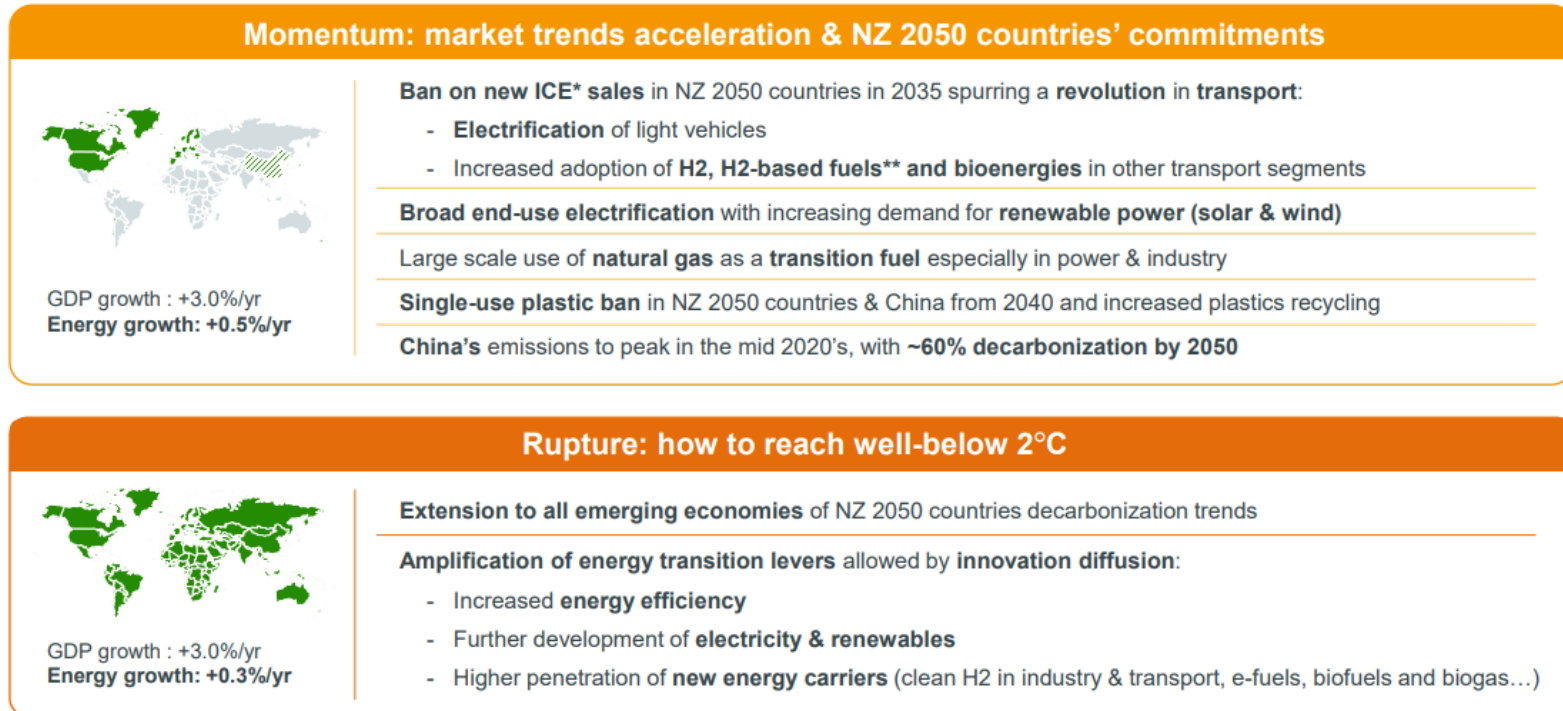 Momentum: market trends acceleration & NZ 2050 countries' commitments
Ban on new ICE* sales in NZ 2050 countries in 2035 spurring a revolution in transport:
- Electrification of light vehicles
- Increased adoption of H2, H2-based fuels** and bioenergies in other transport segments
Broad end-use electrification with increasing demand for renewable power (solar & wind)
Large scale use of natural gas as a transition fuel especially in power & industry
Single-use plastic ban in NZ 2050 countries & China from 2040 and increased plastics recycling
China's emissions to peak in the mid 2020's, with ~60% decarbonization by 2050
GDP growth : +3.0%/yr
Energy growth: +0.5%/yr
Rupture: how to reach well-below 2°C
Extension to all emerging economies of NZ 2050 countries decarbonization trends
Amplification of energy transition levers allowed by innovation diffusion:
- Increased energy efficiency
- Further development of electricity & renewables
- Higher penetration of new energy carriers (clean H2 in industry & transport, e-fuels, biofuels and biogas…)
GDP growth : +3.0%/yr
Energy growth: +0.3%/yr